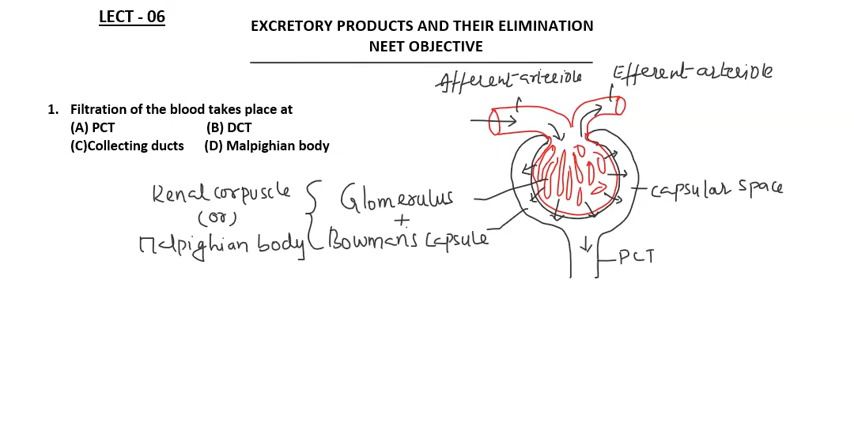 LECT - 06
EXCRETORY PRODUCTS AND THEIR ELIMINATION
NEET OBJECTIVE
Afferent-arteriole
Efferent-arteriole
1. Filtration of the blood takes place at
(A) PCT (B) DCT
(C)Collecting ducts (D) Malpighian body
Renal corpuscle
(or)
Malpighian body
Glomerulus
+
Bowman's Capsule
capsular space
PCT